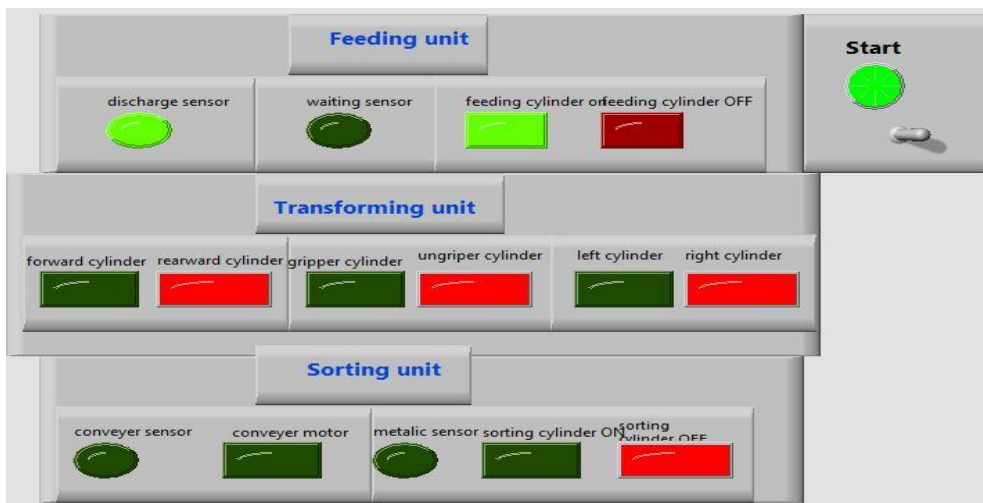 Feeding unit
Start
discharge sensor
waiting sensor
feeding cylinder on
feeding cylinder OFF
Transforming unit
forward cylinder
rearward cylinder
gripper cylinder
ungriper cylinder
left cylinder
right cylinder
Sorting unit
conveyer sensor
conveyer motor
metalic sensor
sorting cylinder ON
sorting
cylinder OFF